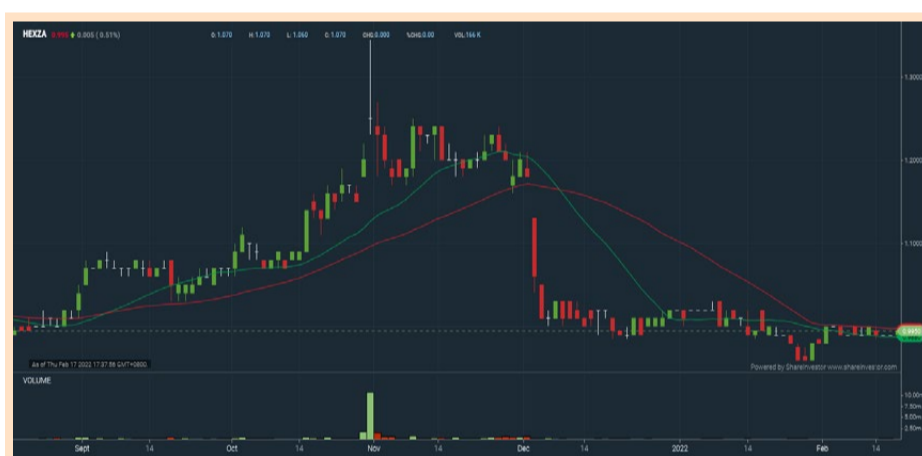 HEXZA 0.995 0.005 ( 0.51%) O: 1.070 H: 1.070 L: 1.060 C: 1.070 CHG:0.000 %CHG:0.00 VOL:166 K
1.3000
1.2000
1.1000
As of Thu Feb 17 2022 17:37:56 GMT+0800
Powered by ShareInvestor www.shareinvestor.com
VOLUME
10.00m
7.50m
5.00m
2.50m
Sept 14 Oct 14 Nov 14 Dec 14 2022 14 Feb 14